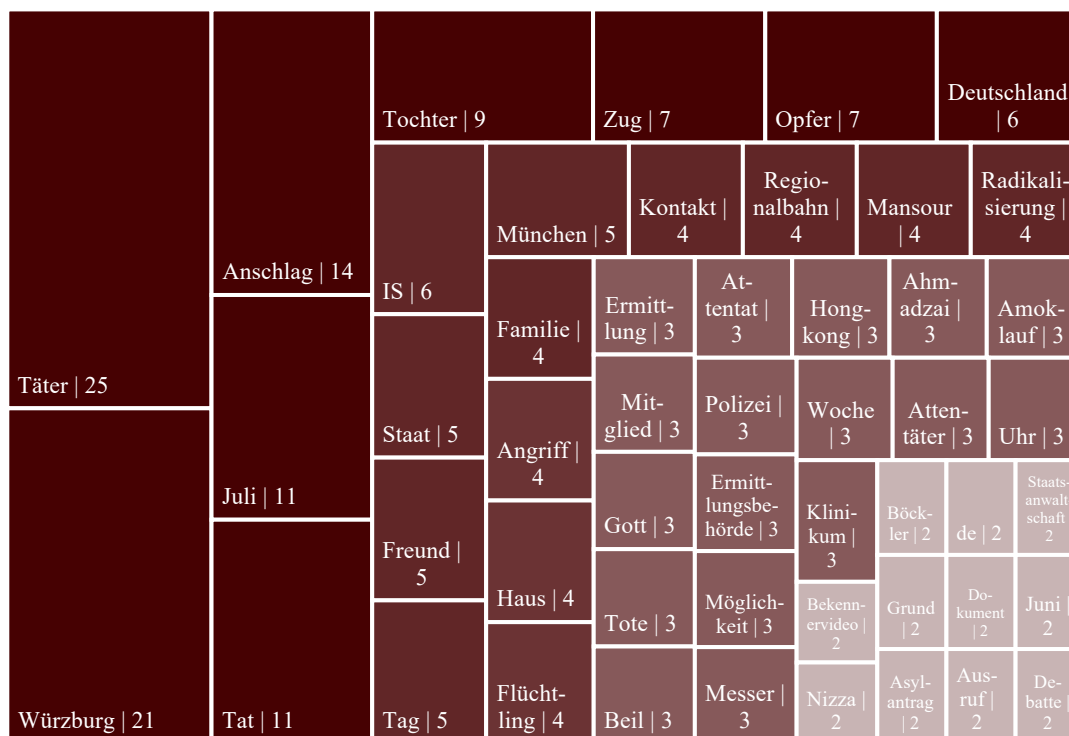 Täter | 25
Würzburg | 21
Anschlag | 14
Juli | 11
Tat | 11
Tochter | 9
Zug | 7
Opfer | 7
Deutschland
| 6
IS | 6
Staat | 5
Freund |
5
Tag | 5
München | 5
Kontakt |
4
Regio-
nalbahn |
4
Mansour
| 4
Radikali-
sierung |
4
Familie |
4
Angriff |
4
Haus | 4
Flücht-
ling | 4
Ermitt-
lung | 3
Mit-
glied | 3
Gott | 3
Tote | 3
Beil | 3
At-
tentat |
3
Polizei |
3
Ermitt-
lungsbe-
hörde | 3
Möglich-
keit | 3
Messer |
3
Hong-
kong | 3
Ahm-
adzai |
3
Amok-
lauf | 3
Woche
| 3
Atten-
täter | 3
Uhr | 3
Klini-
kum |
3
Bekenn-
ervideo |
2
Nizza
| 2
Böck-
ler | 2
de | 2
Staats-
anwalt
schaft |
2
Grund
| 2
Do-
kument | 2
Juni |
2
Asyl-
antrag
| 2
Aus-
ruf |
2
De-
batte |
2